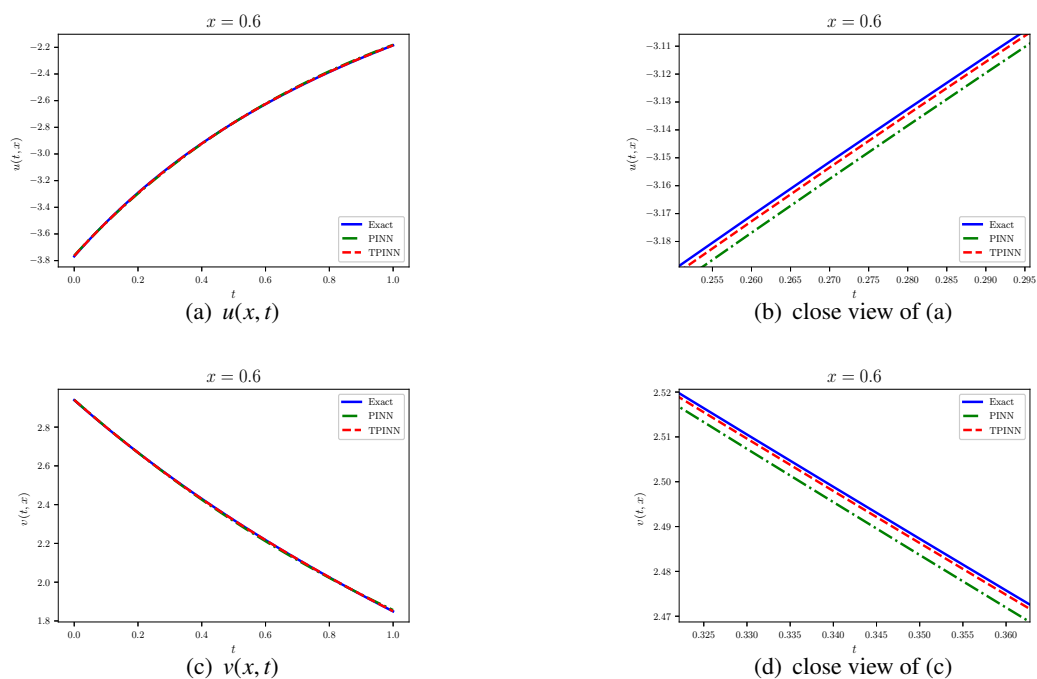 x = 0.6
−2.2
−2.4
−2.6
−2.8
−3.0
−3.2
−3.4
−3.6
−3.8
u(t, x)
Exact
PINN
TPINN
0.0 0.2 0.4 0.6 0.8 1.0
t
(a) u(x, t)
x = 0.6
−3.11
−3.12
−3.13
−3.14
−3.15
−3.16
−3.17
−3.18
u(t, x)
Exact
PINN
TPINN
0.255 0.260 0.265 0.270 0.275 0.280 0.285 0.290 0.295
t
(b) close view of (a)
x = 0.6
2.8
2.6
2.4
2.2
2.0
1.8
v(t, x)
Exact
PINN
TPINN
0.0 0.2 0.4 0.6 0.8 1.0
t
(c) v(x, t)
x = 0.6
2.52
2.51
2.50
2.49
2.48
2.47
v(t, x)
Exact
PINN
TPINN
0.325 0.330 0.335 0.340 0.345 0.350 0.355 0.360
t
(d) close view of (c)